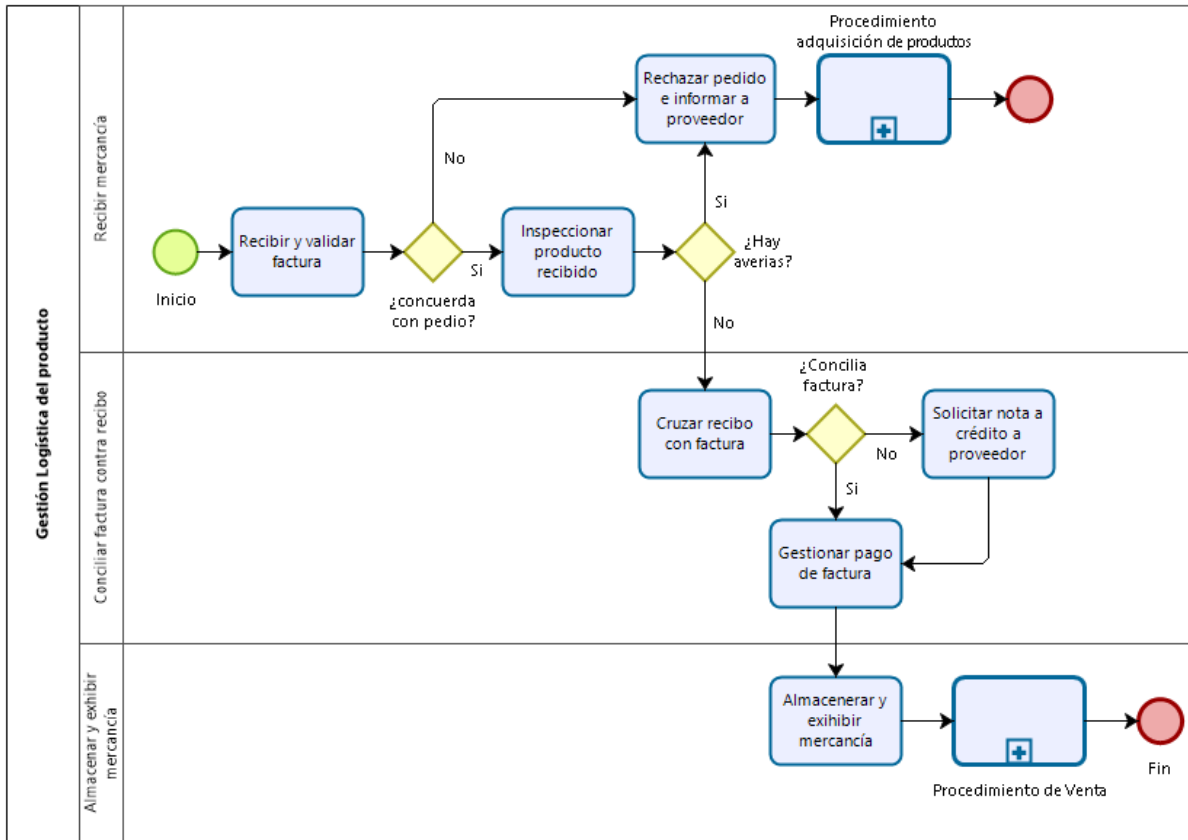 Gestión Logística del producto
Recibir mercancía
Inicio
Recibir y validar
factura
¿concuerda
con pedio?
No
Si
Inspeccionar
producto
recibido
¿Hay
averias?
Si
No
Rechazar pedido
e informar a
proveedor
Procedimiento
adquisición de productos
Conciliar factura contra recibo
Cruzar recibo
con factura
¿Concilia
factura?
No
Si
Solicitar nota a
crédito a
proveedor
Gestionar pago
de factura
Almacenar y exhibir
mercancía
Almacenerar y
exihibir
mercancía
Procedimiento de Venta
Fin